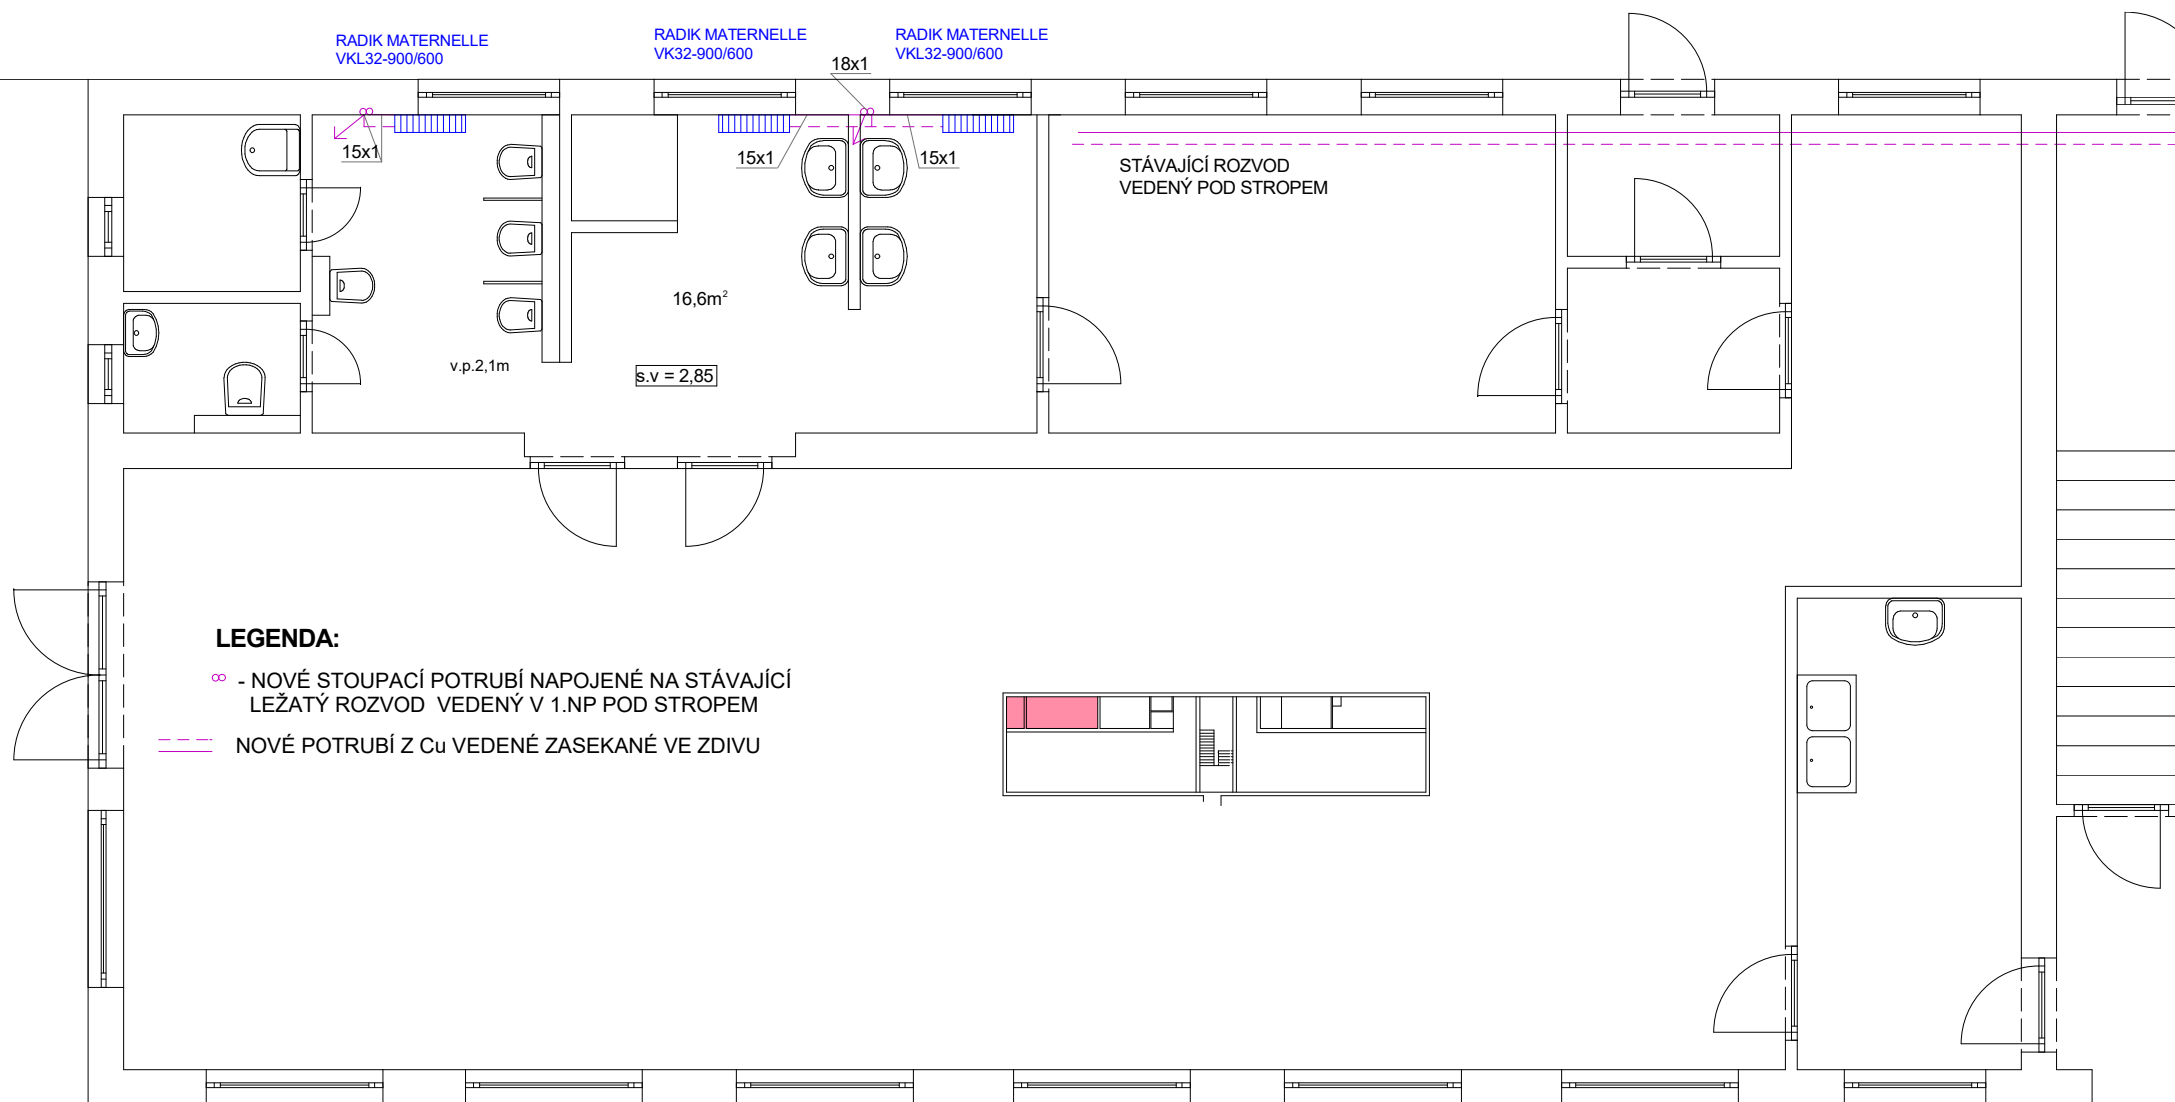 RADIK MATERNELLE
VKL32-900/600
RADIK MATERNELLE
VK32-900/600
RADIK MATERNELLE
VKL32-900/600
18x1
15x1
15x1
15x1
STÁVAJÍCÍ ROZVOD
VEDENÝ POD STROPEM
16,6m²
v.p.2,1m
s.v = 2,85
LEGENDA:
- NOVÉ STOUPACÍ POTRUBÍ NAPOJENÉ NA STÁVAJÍCÍ
LEŽATÝ ROZVOD VEDENÝ V 1.NP POD STROPEM
NOVÉ POTRUBÍ Z Cu VEDENÉ ZASEKANÉ VE ZDIVU